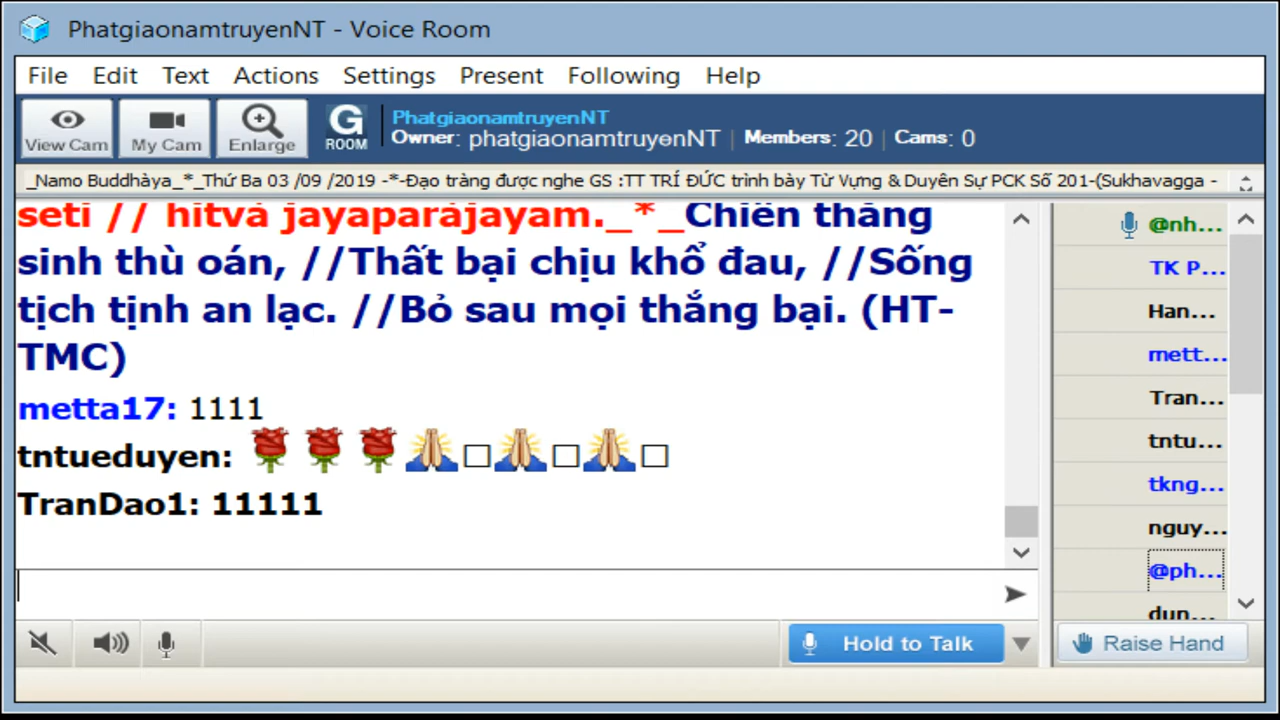 PhatgiaonamtruyenNT - Voice Room
File Edit Text Actions Settings Present Following Help
View Cam My Cam Enlarge G ROOM
PhatgiaonamtruyenNT
Owner: phatgiaonamtruyenNT | Members: 20 | Cams: 0
_Namo Buddhàya_*_Thứ Ba 03 /09 /2019 -*-Đạo tràng được nghe GS :TT TRÍ ĐỨC trình bày Từ Vựng & Duyên Sự PCK Số 201-(Sukhavagga -
seti // hitvá jayaparájayam._*_Chiến thắng
sinh thù oán, //Thất bại chịu khổ đau, //Sống
tịch tịnh an lạc. //Bỏ sau mọi thắng bại. (HT-
TMC)
metta17: 1111
tntueduyen: 🌹🌹🌹🙏□🙏□🙏□
TranDao1: 11111
@nh...
TK P...
Han...
mett...
Tran...
tntu...
tkng...
nguy...
@ph...
dun...
Hold to Talk
Raise Hand